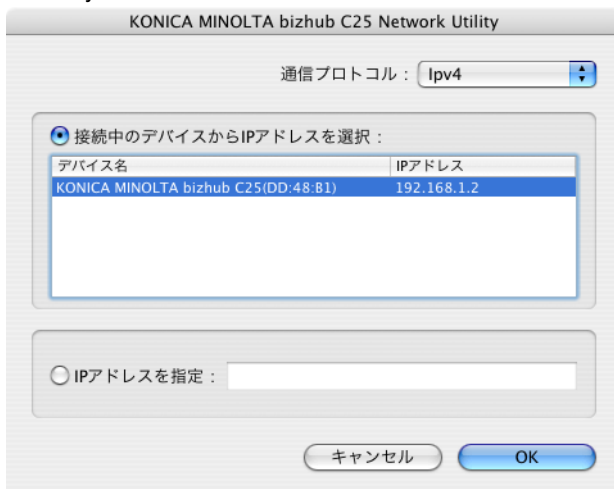 KONICA MINOLTA bizhub C25 Network Utility
通信プロトコル： Ipv4
接続中のデバイスからIPアドレスを選択：
デバイス名 IPアドレス
KONICA MINOLTA bizhub C25(DD:48:B1) 192.168.1.2
IPアドレスを指定：
キャンセル OK